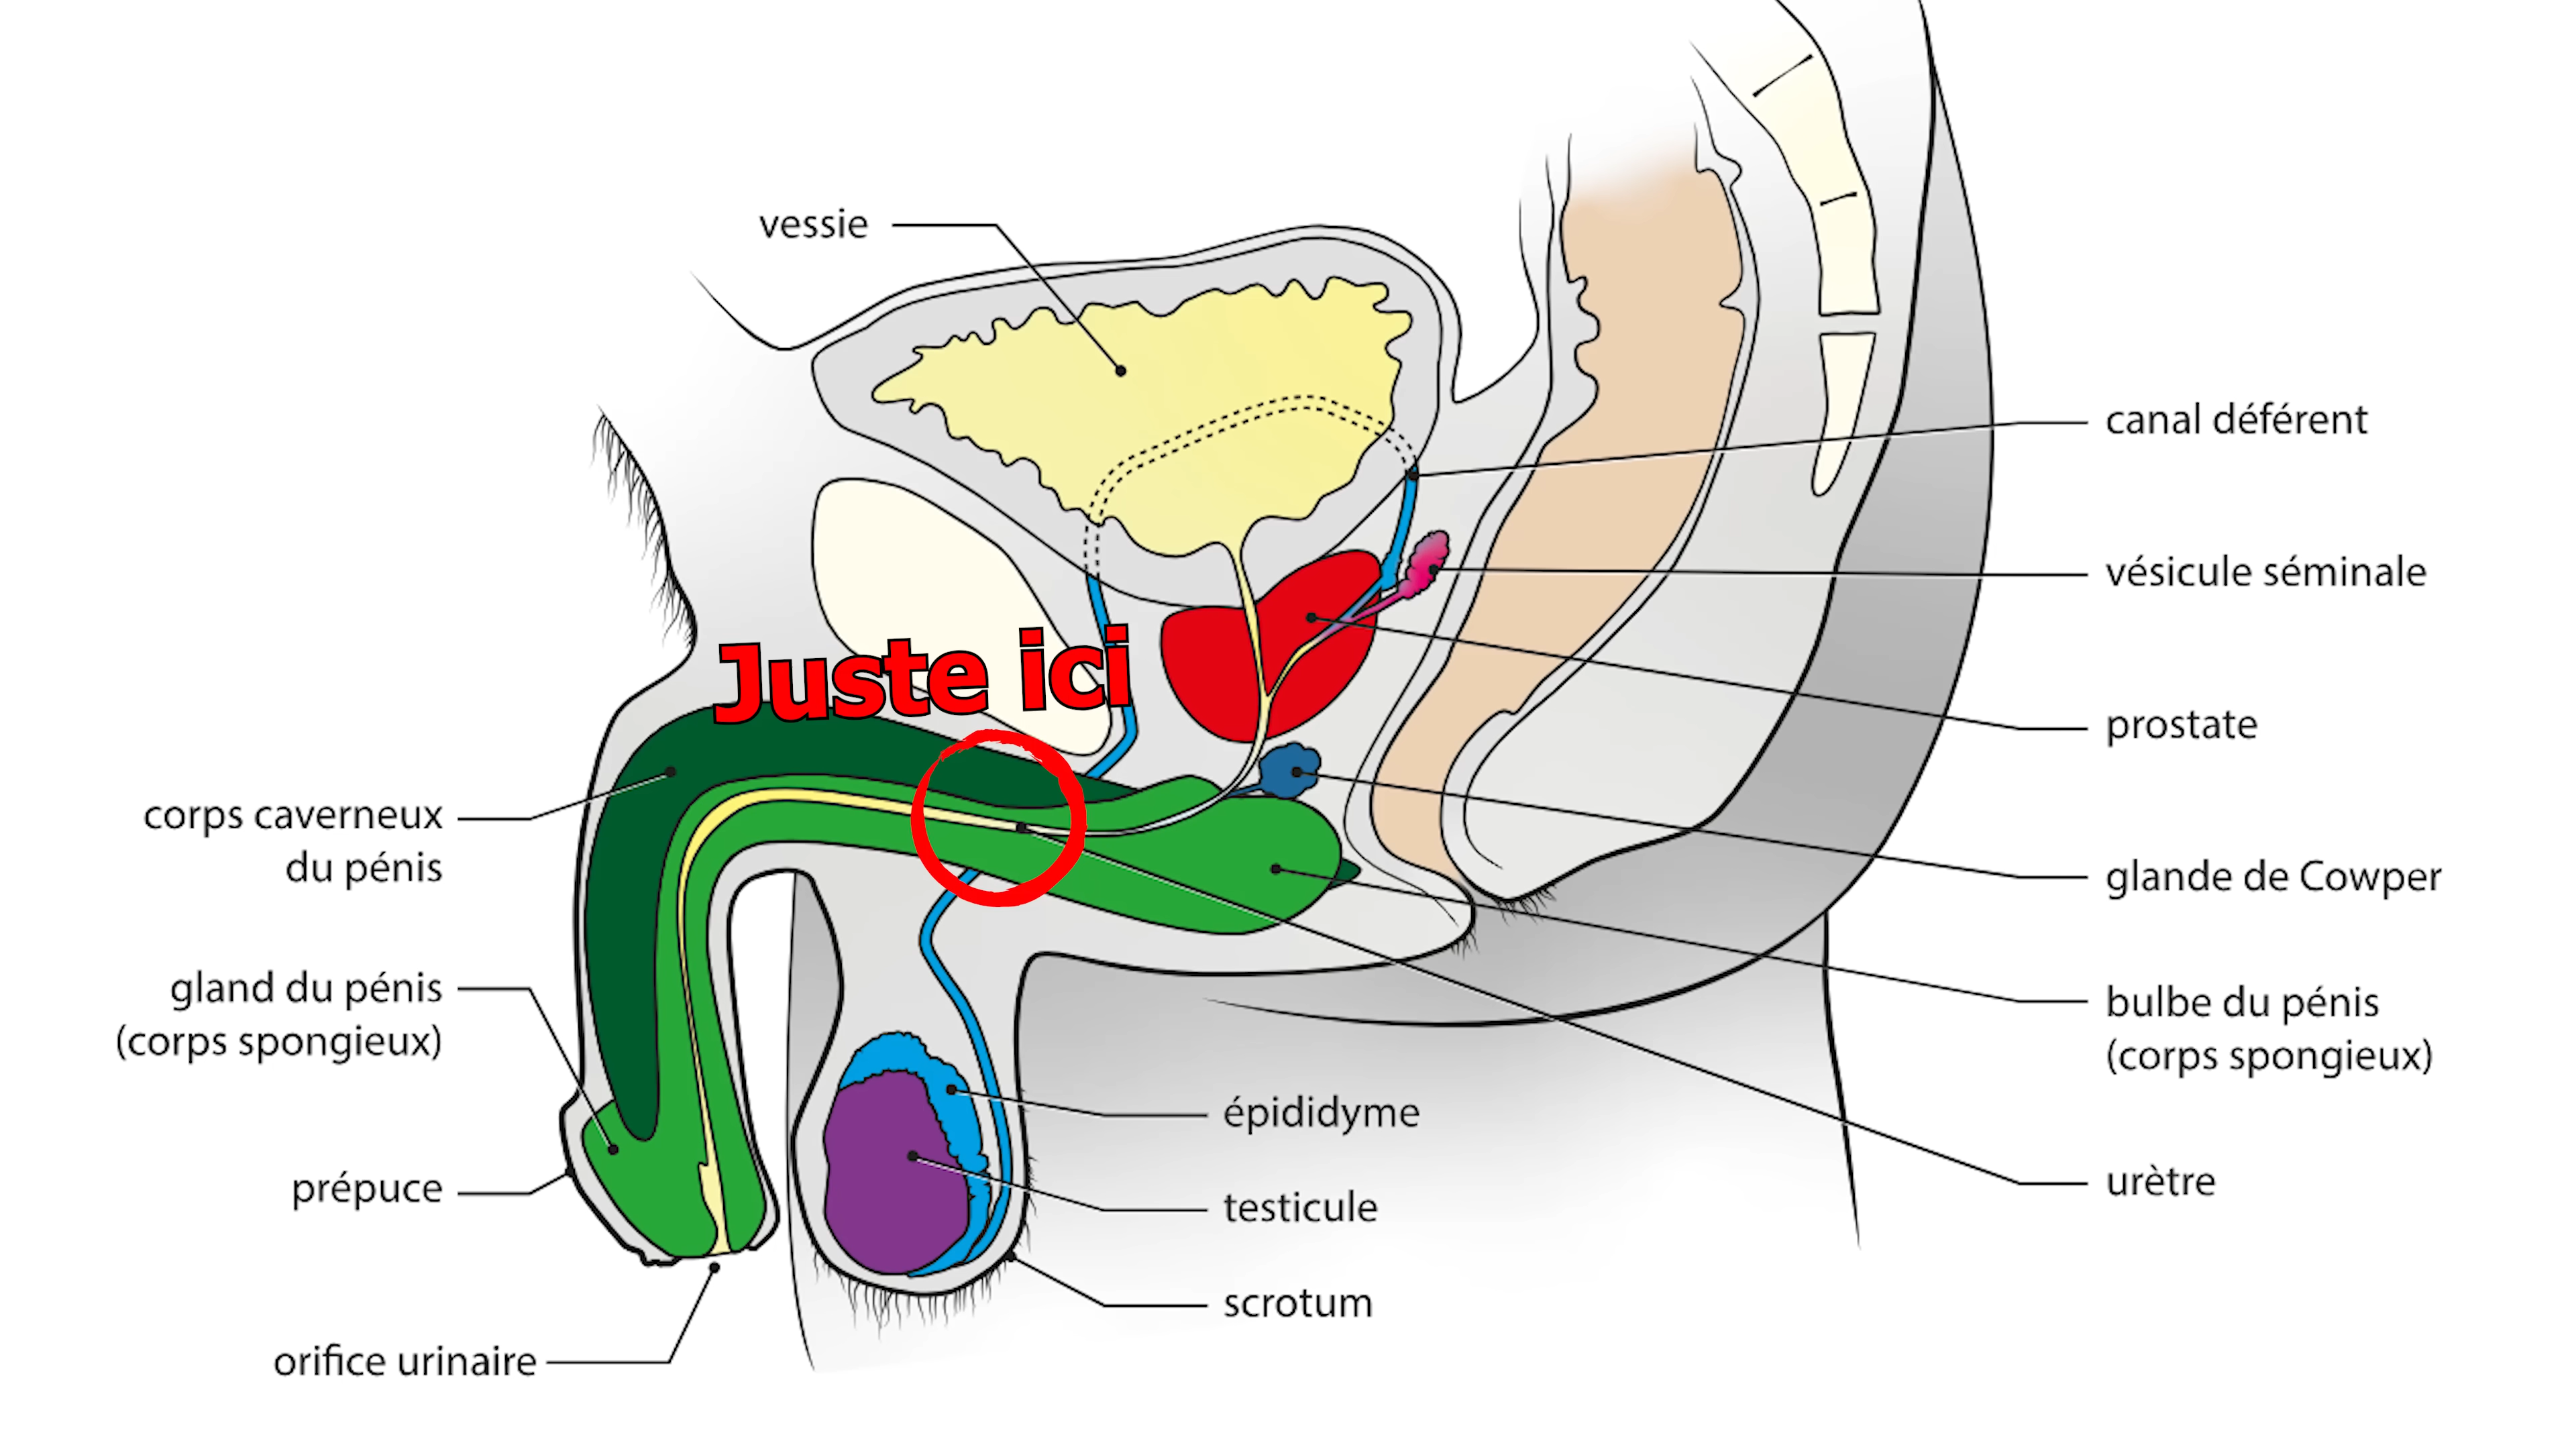 vessie
canal déférent
vésicule séminale
Juste ici
prostate
corps caverneux
du pénis
glande de Cowper
gland du pénis
(corps spongieux)
bulbe du pénis
(corps spongieux)
épididyme
prépuce
urètre
testicule
scrotum
orifice urinaire